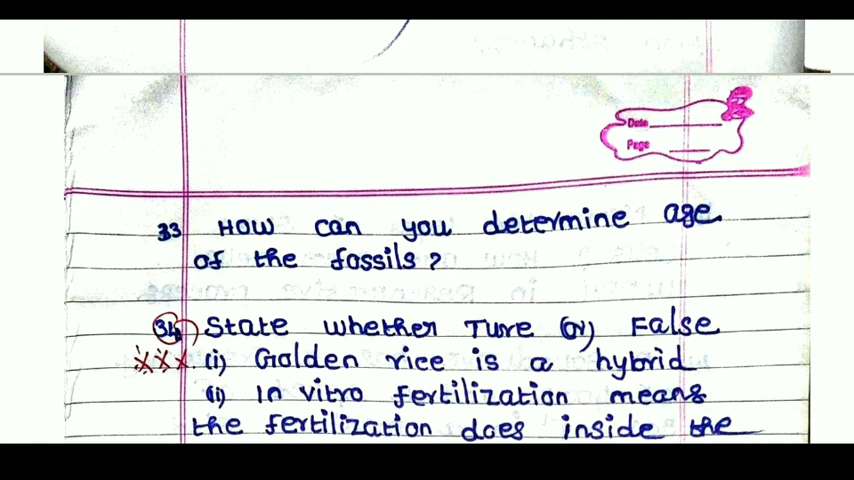 Date
Page
33 How can you determine age
of the fossils?
34) State whether Ture (or) False
(i) Golden rice is a hybrid
(i) In vitro fertilization means
the fertilization does inside the